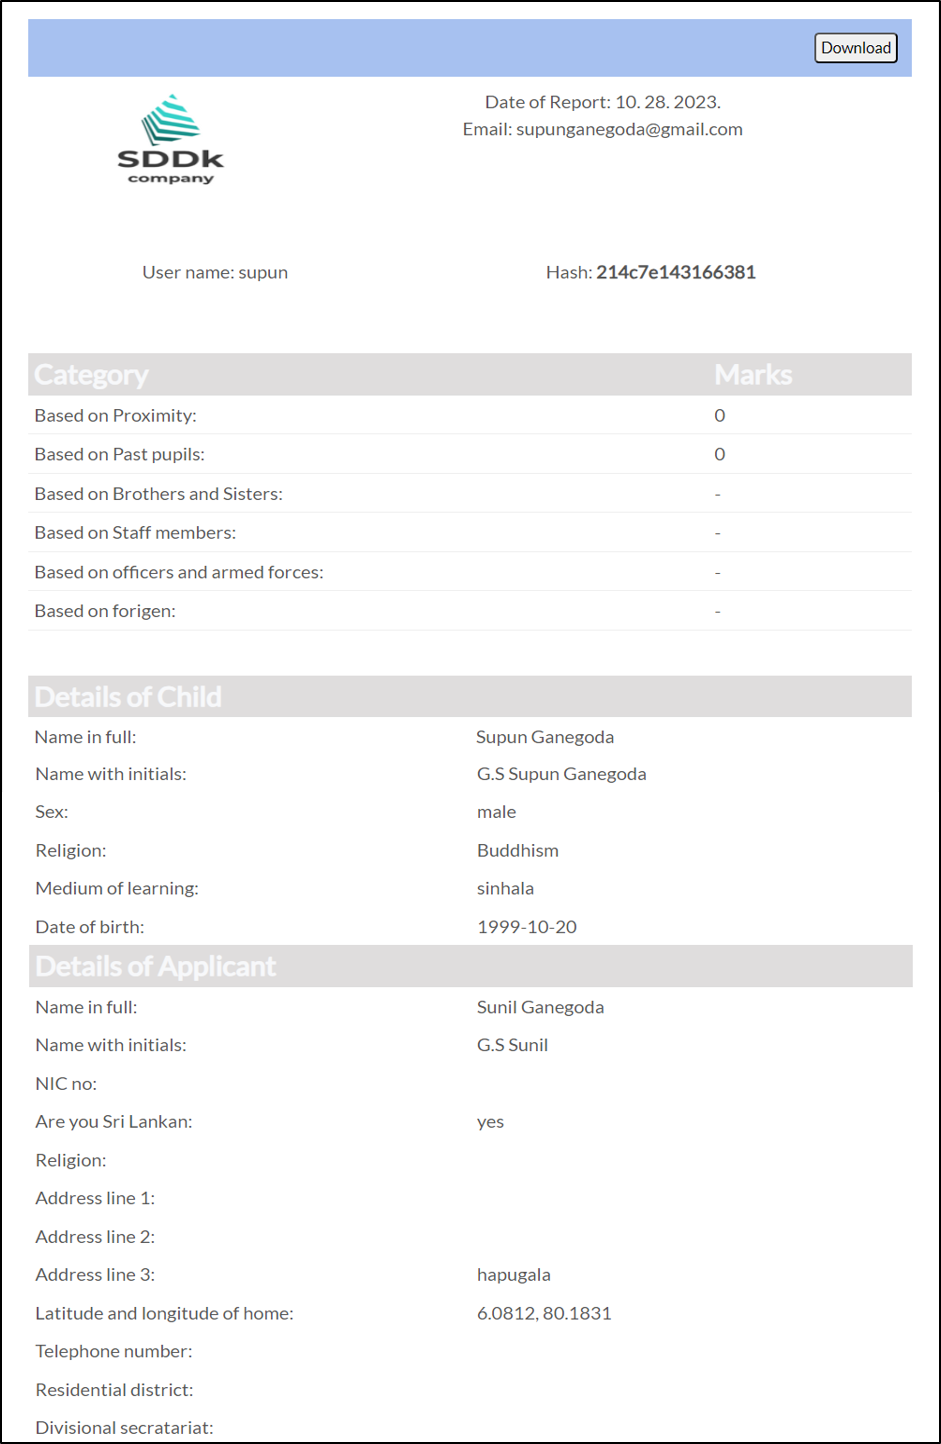 Download
Date of Report: 10. 28. 2023.
Email: supunganegoda@gmail.com
SDDk
company
User name: supun Hash: 214c7e143166381
Category Marks
Based on Proximity: 0
Based on Past pupils: 0
Based on Brothers and Sisters: -
Based on Staff members: -
Based on officers and armed forces: -
Based on forigen: -
Details of Child
Name in full: Supun Ganegoda
Name with initials: G.S Supun Ganegoda
Sex: male
Religion: Buddhism
Medium of learning: sinhala
Date of birth: 1999-10-20
Details of Applicant
Name in full: Sunil Ganegoda
Name with initials: G.S Sunil
NIC no:
Are you Sri Lankan: yes
Religion:
Address line 1:
Address line 2:
Address line 3: hapugala
Latitude and longitude of home: 6.0812, 80.1831
Telephone number:
Residential district:
Divisional secratariat: